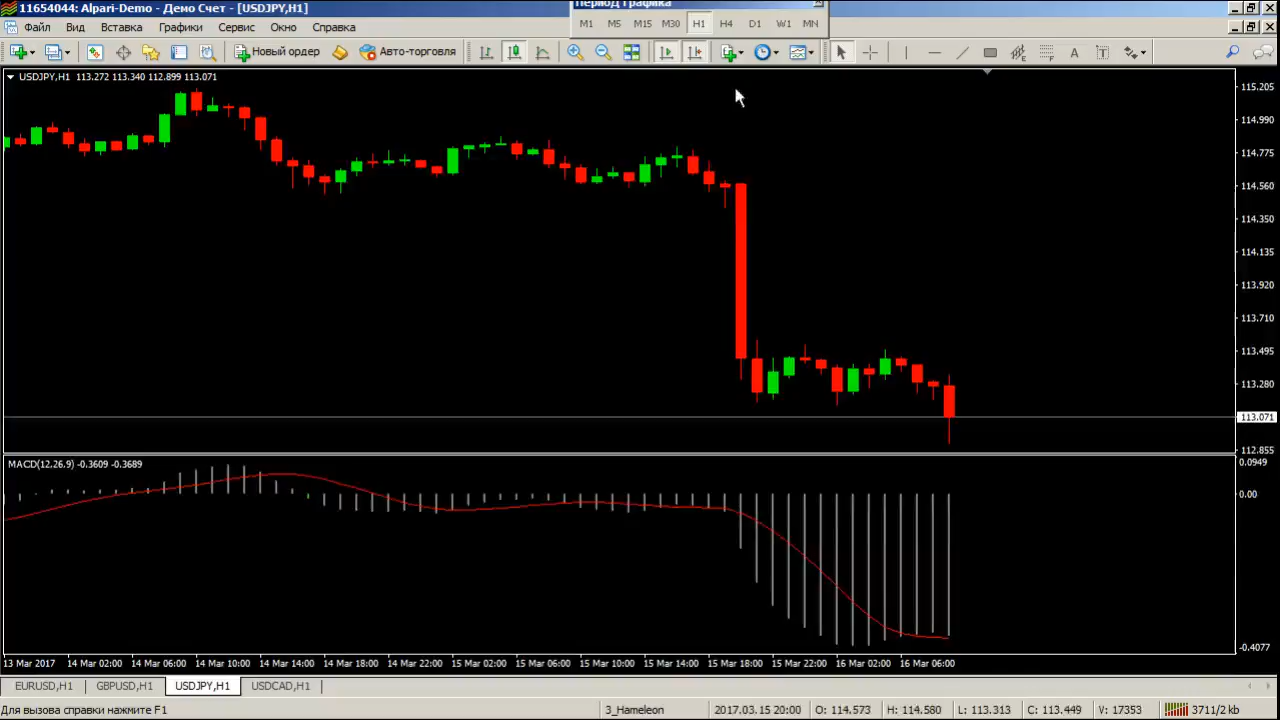 11654044: Alpari-Demo - Демо Счет - [USDJPY,H1]
Период графика
Файл Вид Вставка Графики Сервис Окно Справка
M1 M5 M15 M30 H1 H4 D1 W1 MN
Новый ордер Авто-торговля
A T
USDJPY,H1 113.272 113.340 112.899 113.071
115.205
114.990
114.775
114.560
114.350
114.135
113.920
113.710
113.495
113.280
113.071
112.855
MACD(12.26.9) -0.3609 -0.3689
0.0949
0.00
-0.4077
13 Mar 2017 14 Mar 02:00 14 Mar 06:00 14 Mar 10:00 14 Mar 14:00 14 Mar 18:00 14 Mar 22:00 15 Mar 02:00 15 Mar 06:00 15 Mar 10:00 15 Mar 14:00 15 Mar 18:00 15 Mar 22:00 16 Mar 02:00 16 Mar 06:00
EURUSD,H1 GBPUSD,H1 USDJPY,H1 USDCAD,H1
Для вызова справки нажмите F1 3_Hameleon 2017.03.15 20:00 O: 114.573 H: 114.580 L: 113.313 C: 113.449 V: 17353 3711/2 kb